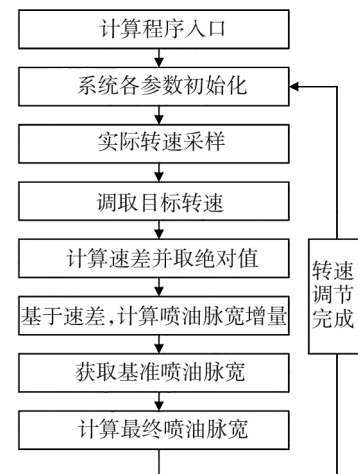 计算程序入口
系统各参数初始化
实际转速采样
调取目标转速
计算速差并取绝对值
基于速差,计算喷油脉宽增量
获取基准喷油脉宽
计算最终喷油脉宽
转速
调节
完成